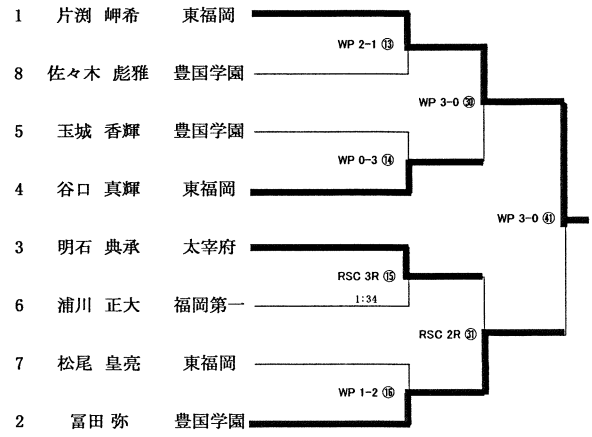 1 片渕 岬希 東福岡
WP 2-1 ⑬
8 佐々木 彪雅 豊国学園
WP 3-0 ㉚
5 玉城 香輝 豊国学園
WP 0-3 ⑭
4 谷口 真輝 東福岡
WP 3-0 ㊶
3 明石 典承 太宰府
RSC 3R ⑮
1:34
6 浦川 正大 福岡第一
RSC 2R ㉛
7 松尾 皇亮 東福岡
WP 1-2 ⑯
2 冨田 弥 豊国学園